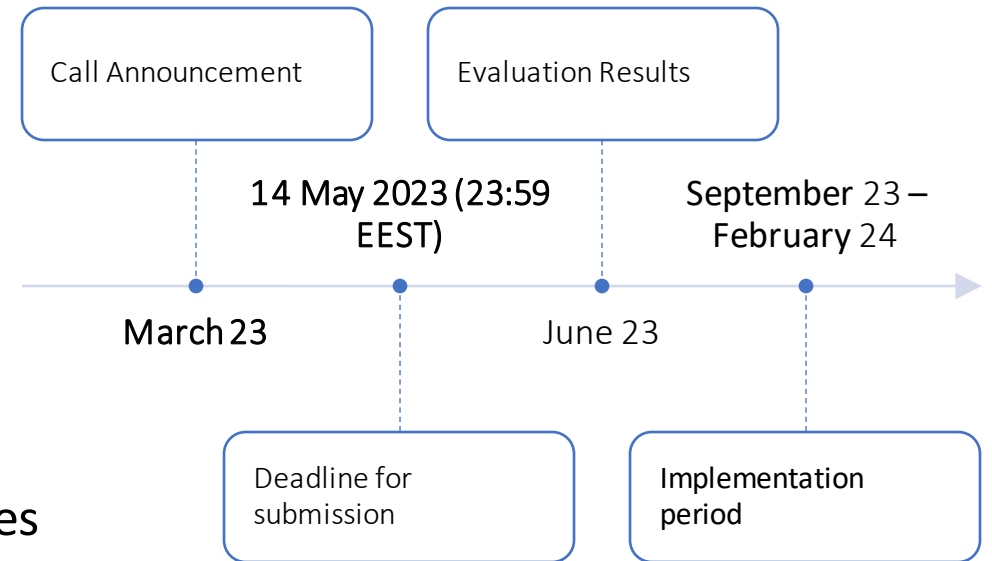 Call Announcement
Evaluation Results
14 May 2023 (23:59
EEST)
September 23 –
February 24
March 23
June 23
Deadline for
submission
Implementation
period
es